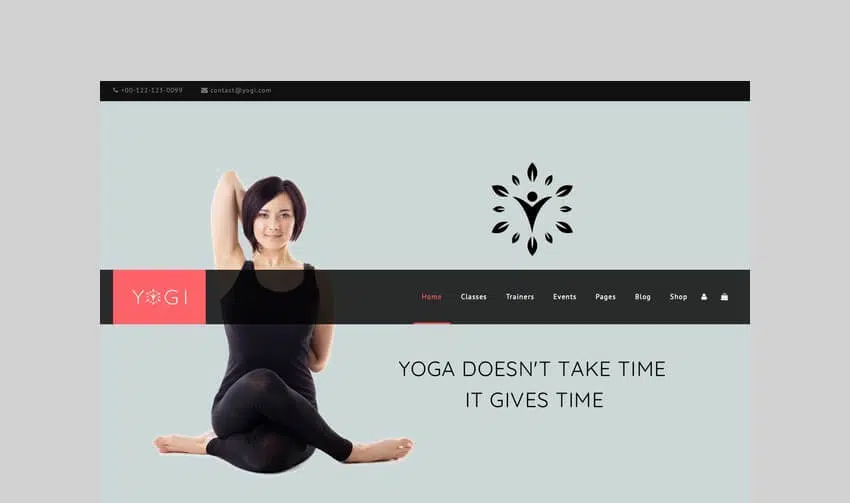 +00-122-123-0099 contact@yogi.com
YOGI Home Classes Trainers Events Pages Blog Shop
YOGA DOESN'T TAKE TIME
IT GIVES TIME